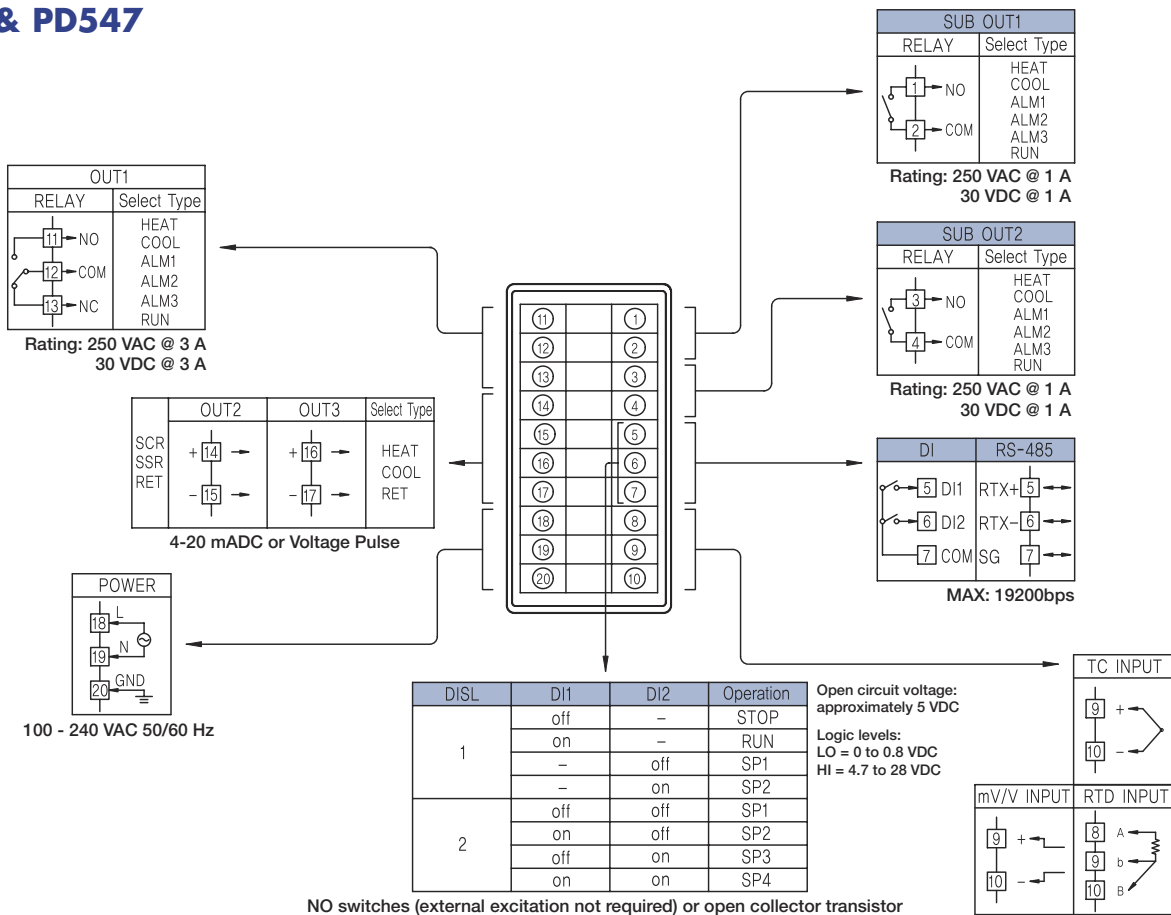 & PD547
SUB OUT1
RELAY Select Type
1 NO
2 COM
HEAT
COOL
ALM1
ALM2
ALM3
RUN
Rating: 250 VAC @ 1 A
30 VDC @ 1 A
OUT1
RELAY Select Type
11 NO
12 COM
13 NC
HEAT
COOL
ALM1
ALM2
ALM3
RUN
Rating: 250 VAC @ 3 A
30 VDC @ 3 A
SUB OUT2
RELAY Select Type
3 NO
4 COM
HEAT
COOL
ALM1
ALM2
ALM3
RUN
Rating: 250 VAC @ 1 A
30 VDC @ 1 A
11 1
12 2
13 3
14 4
15 5
16 6
17 7
18 8
19 9
20 10
OUT2 OUT3 Select Type
SCR
SSR
RET
+ 14 + 16
- 15 - 17
HEAT
COOL
RET
4-20 mADC or Voltage Pulse
DI RS-485
5 DI1 RTX+ 5
6 DI2 RTX- 6
7 COM SG 7
MAX: 19200bps
POWER
18 L
19 N
20 GND
100 - 240 VAC 50/60 Hz
DISL DI1 DI2 Operation
1
off – STOP
on – RUN
– off SP1
– on SP2
2
off off SP1
on off SP2
off on SP3
on on SP4
Open circuit voltage:
approximately 5 VDC
Logic levels:
LO = 0 to 0.8 VDC
HI = 4.7 to 28 VDC
NO switches (external excitation not required) or open collector transistor
TC INPUT
9 +
10 -
mV/V INPUT RTD INPUT
9 +
10 -
8 A
9 b
10 B